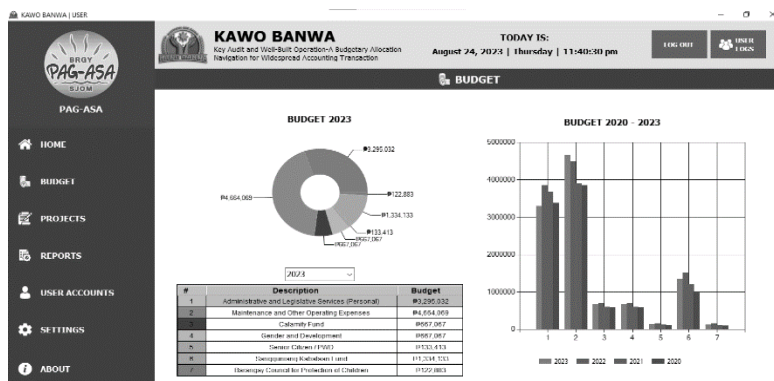 KAWO BANWA | USER
BRGY
PAG-ASA
SJDM
PAG-ASA
HOME
BUDGET
PROJECTS
REPORTS
USER ACCOUNTS
SETTINGS
ABOUT
KAWO BANWA
Key Audit and Well-Built Operation-A Budgetary Allocation
Navigation for Widespread Accounting Transaction
TODAY IS:
August 24, 2023 | Thursday | 11:40:30 pm
LOG OUT
USER
LOGS
BUDGET
BUDGET 2023
₱3,295,032
₱122,883
₱1,334,133
₱133,413
₱667,067
₱667,067
₱4,664,069
2023
# Description Budget
1 Administrative and Legislative Services (Personal) ₱3,295,032
2 Maintenance and Other Operating Expenses ₱4,664,069
3 Calamity Fund ₱667,067
4 Gender and Development ₱667,067
5 Senior Citizen / PWD ₱133,413
6 Sangguniang Kabataan Fund ₱1,334,133
7 Barangay Council for Protection of Children ₱122,883
BUDGET 2020 - 2023
5000000
4000000
3000000
2000000
1000000
0
1 2 3 4 5 6 7
2023 2022 2021 2020